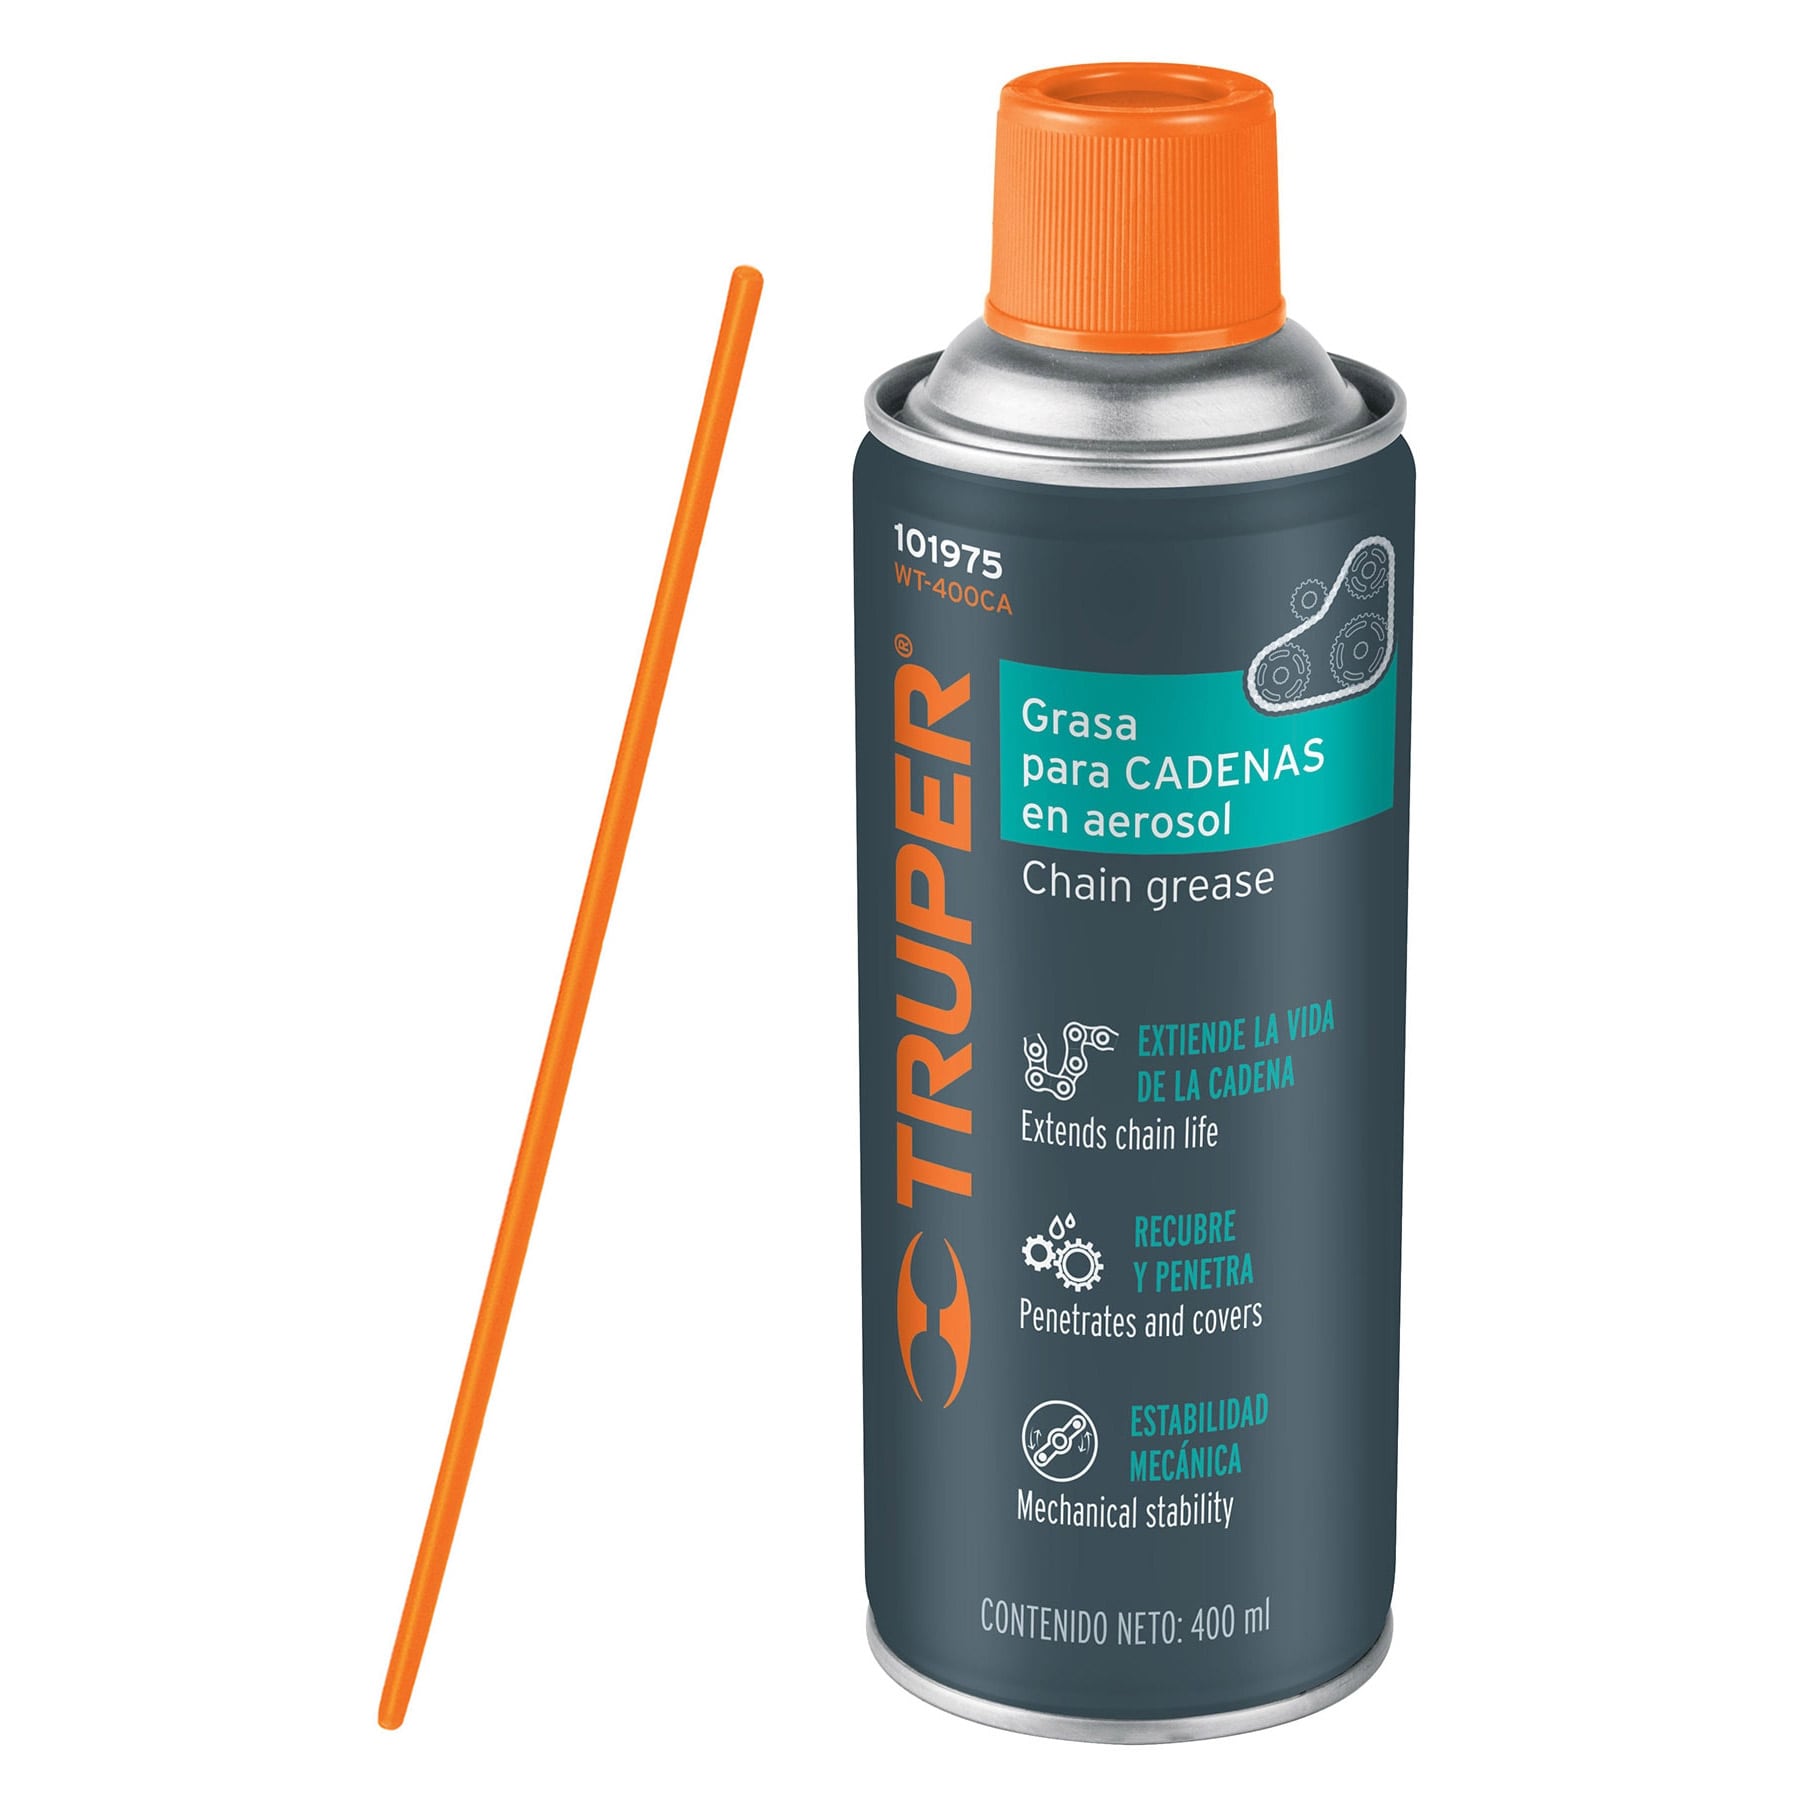 101975
WT-400CA
TRUPER®
Grasa
para CADENAS
en aerosol
Chain grease
EXTIENDE LA VIDA
DE LA CADENA
Extends chain life
RECUBRE
Y PENETRA
Penetrates and covers
ESTABILIDAD
MECÁNICA
Mechanical stability
CONTENIDO NETO: 400 ml